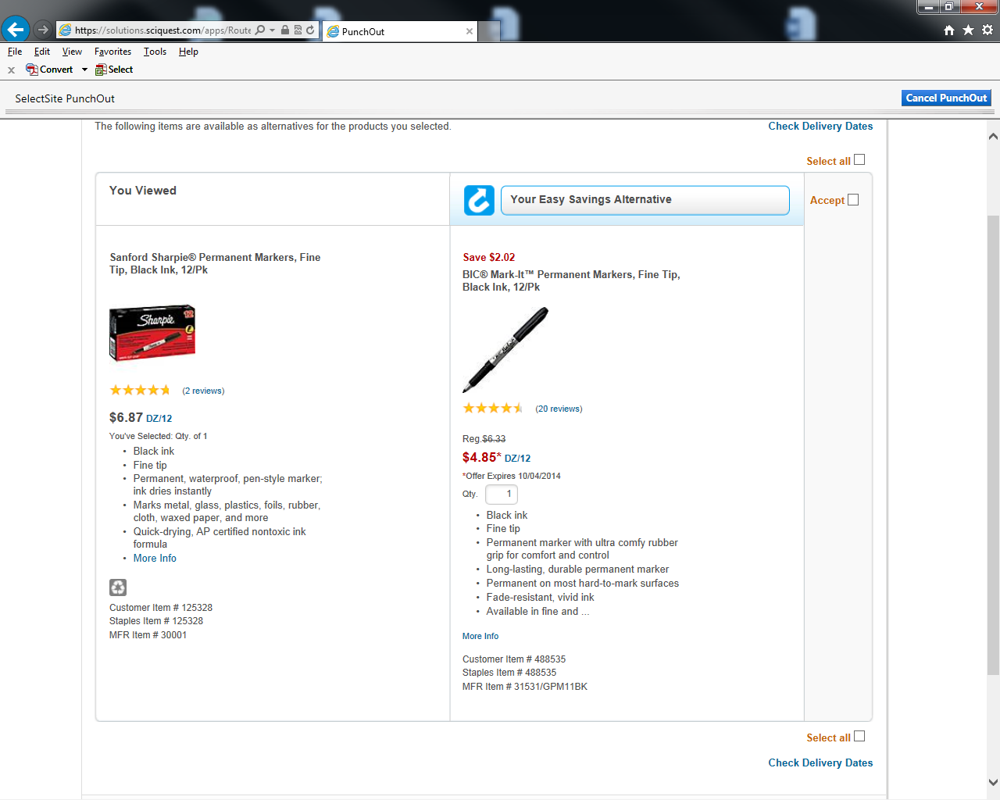 https://solutions.sciquest.com/apps/Route
PunchOut
File Edit View Favorites Tools Help
Convert Select
SelectSite PunchOut
Cancel PunchOut
The following items are available as alternatives for the products you selected.
Check Delivery Dates
Select all
You Viewed
Your Easy Savings Alternative
Accept
Sanford Sharpie® Permanent Markers, Fine
Tip, Black Ink, 12/Pk
Sharpie
12
(2 reviews)
$6.87 DZ/12
You've Selected: Qty. of 1
• Black ink
• Fine tip
• Permanent, waterproof, pen-style marker;
ink dries instantly
• Marks metal, glass, plastics, foils, rubber,
cloth, waxed paper, and more
• Quick-drying, AP certified nontoxic ink
formula
• More Info
Customer Item # 125328
Staples Item # 125328
MFR Item # 30001
Save $2.02
BIC® Mark-It™ Permanent Markers, Fine Tip,
Black Ink, 12/Pk
(20 reviews)
Reg.$6.33
$4.85* DZ/12
*Offer Expires 10/04/2014
Qty. 1
• Black ink
• Fine tip
• Permanent marker with ultra comfy rubber
grip for comfort and control
• Long-lasting, durable permanent marker
• Permanent on most hard-to-mark surfaces
• Fade-resistant, vivid ink
• Available in fine and ...
More Info
Customer Item # 488535
Staples Item # 488535
MFR Item # 31531/GPM11BK
Select all
Check Delivery Dates